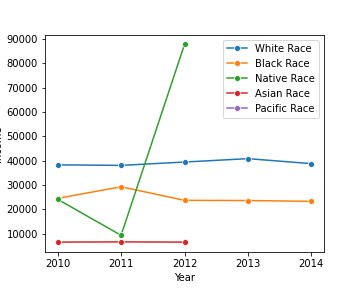 90000
80000
70000
60000
50000
40000
30000
20000
10000
2010 2011 2012 2013 2014
Year
White Race
Black Race
Native Race
Asian Race
Pacific Race